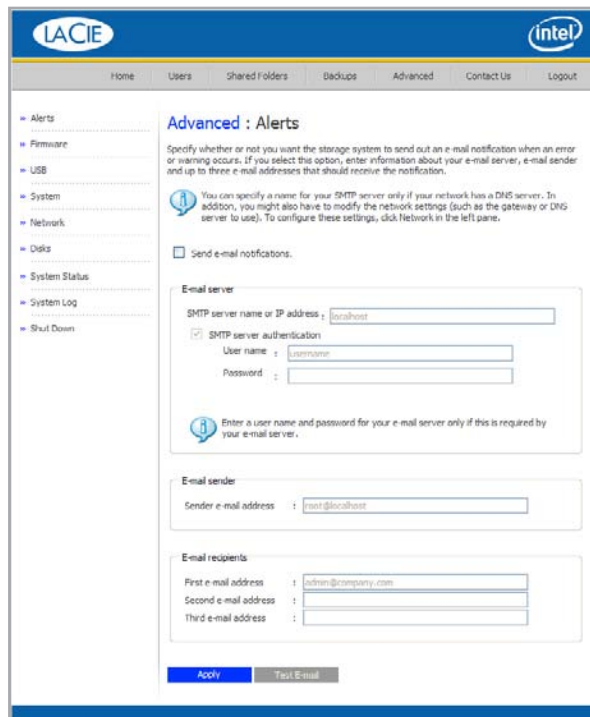 LACIE
intel
Home Users Shared Folders Backups Advanced Contact Us Logout
Alerts
Firmware
USB
System
Network
Disks
System Status
System Log
Shut Down
Advanced : Alerts
Specify whether or not you want the storage system to send out an e-mail notification when an error
or warning occurs. If you select this option, enter information about your e-mail server, e-mail sender
and up to three e-mail addresses that should receive the notification.
You can specify a name for your SMTP server only if your network has a DNS server. In
addition, you might also have to modify the network settings (such as the gateway or DNS
server to use). To configure these settings, click Network in the left pane.
Send e-mail notifications.
E-mail server
SMTP server name or IP address : localhost
SMTP server authentication
User name : username
Password :
Enter a user name and password for your e-mail server only if this is required by
your e-mail server.
E-mail sender
Sender e-mail address : root@localhost
E-mail recipients
First e-mail address : admin@company.com
Second e-mail address :
Third e-mail address :
Apply Test E-mail